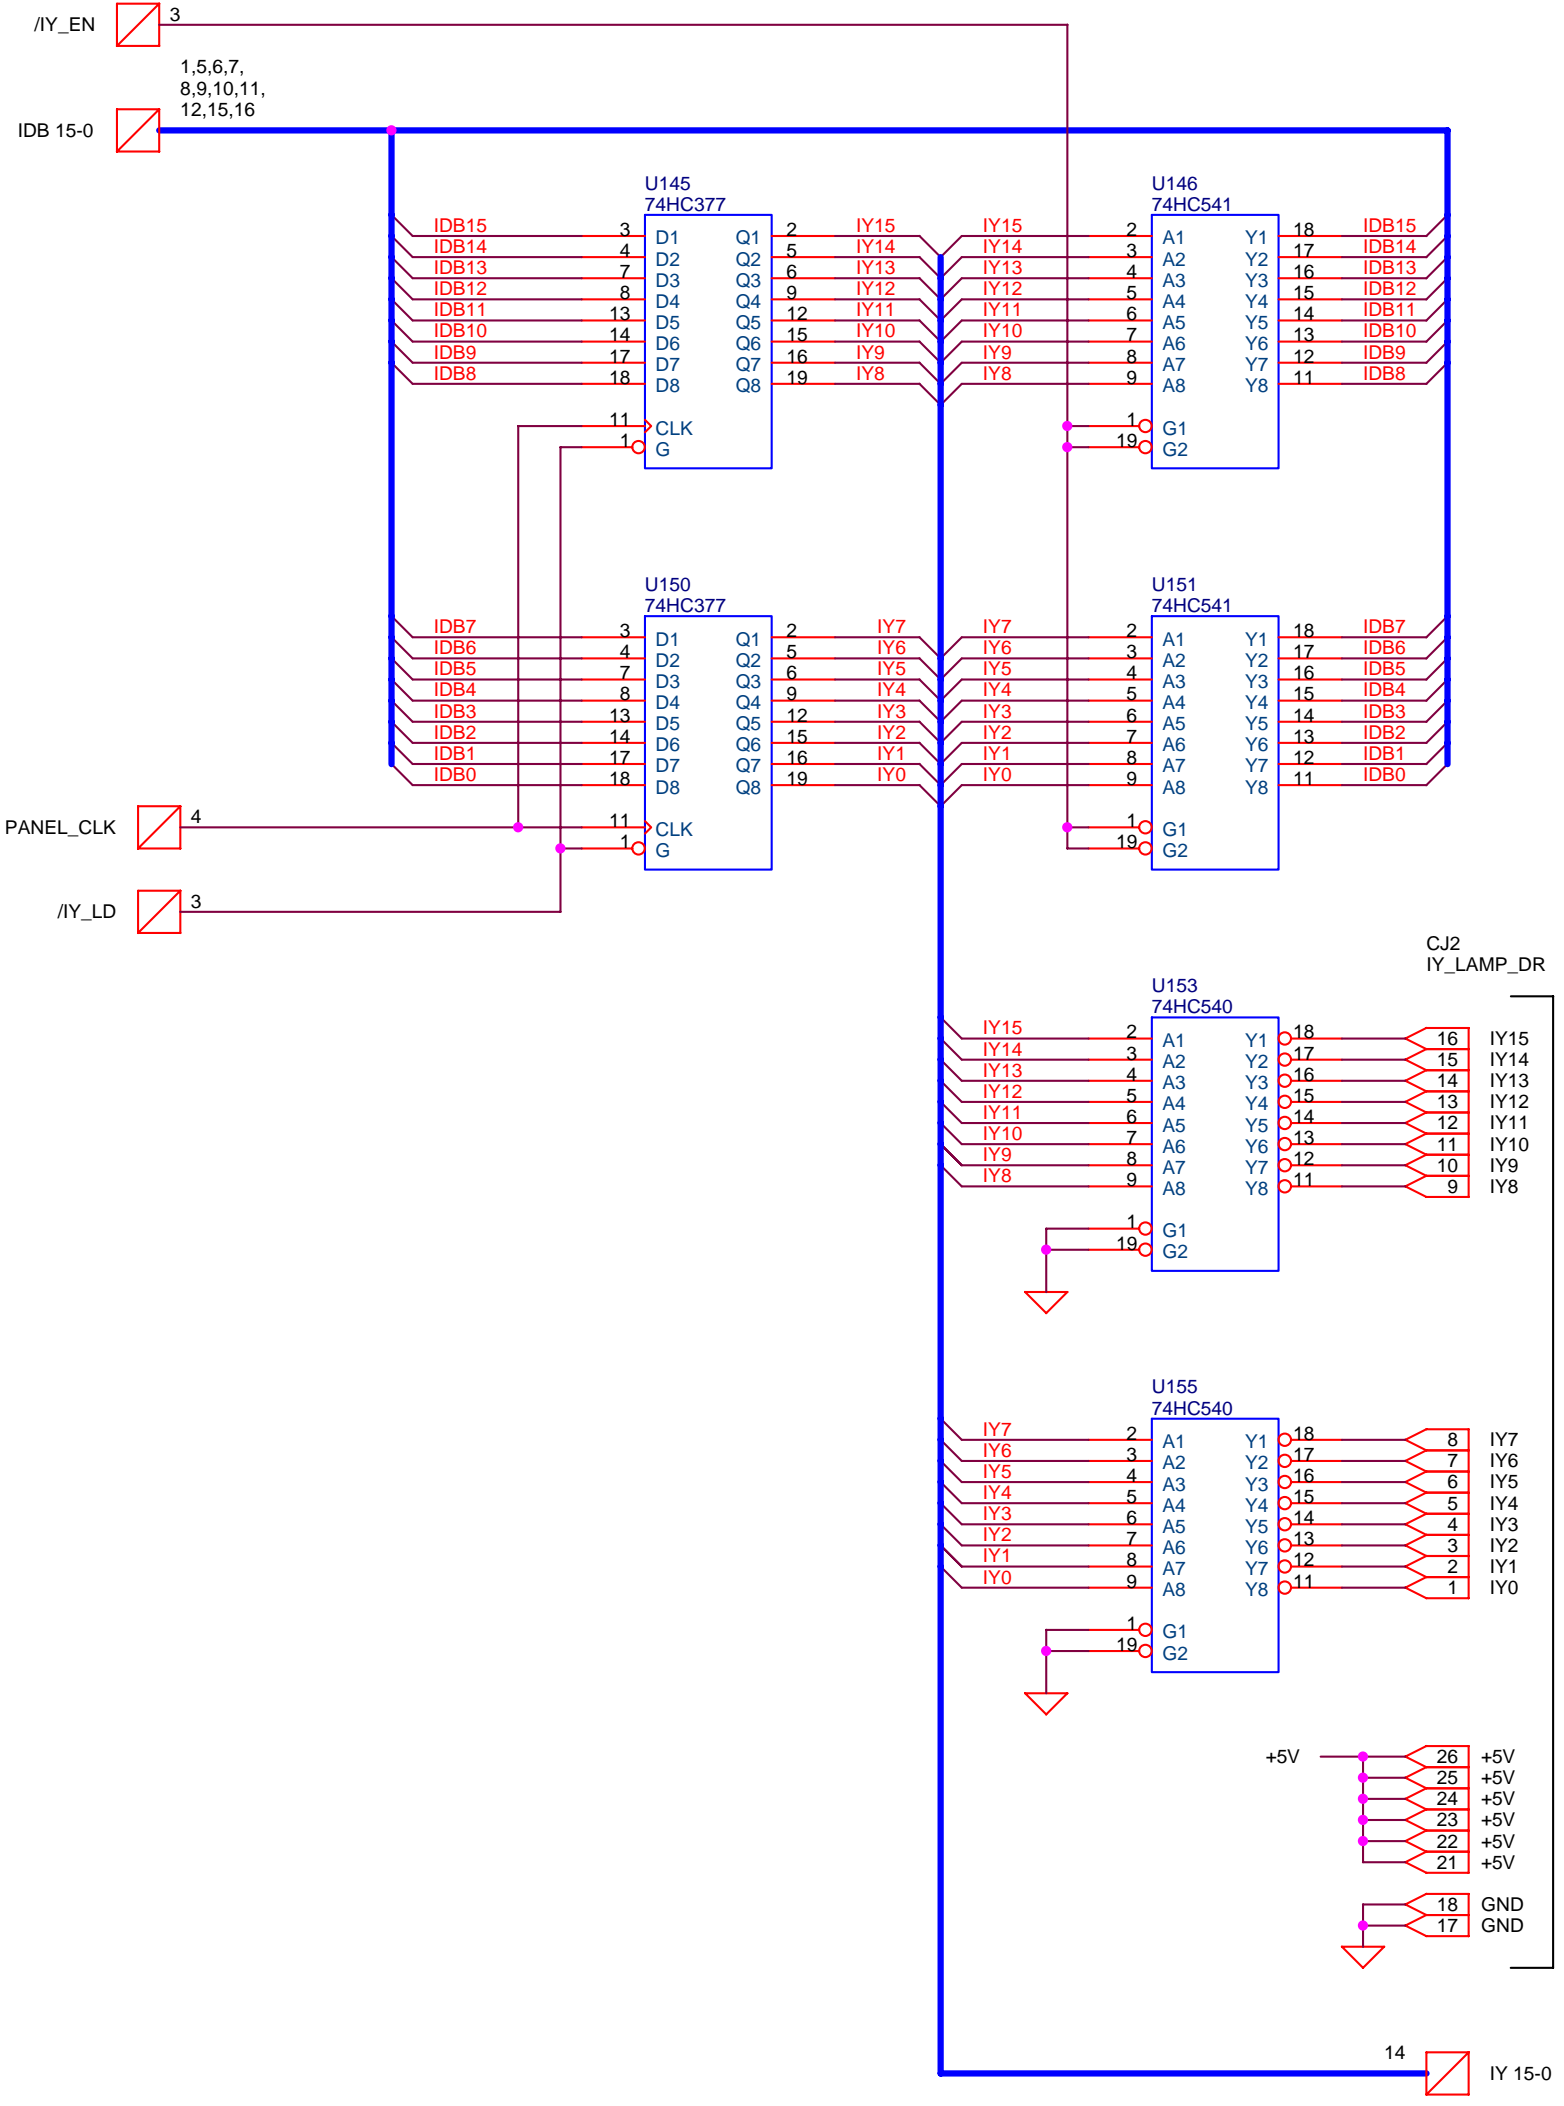 /IY_EN
3
1,5,6,7,
8,9,10,11,
12,15,16
IDB 15-0
U145
74HC377
IDB15 3 D1 Q1 2 IY15
IDB14 4 D2 Q2 5 IY14
IDB13 7 D3 Q3 6 IY13
IDB12 8 D4 Q4 9 IY12
IDB11 13 D5 Q5 12 IY11
IDB10 14 D6 Q6 15 IY10
IDB9 17 D7 Q7 16 IY9
IDB8 18 D8 Q8 19 IY8
11 CLK
1 G
U146
74HC541
IY15 2 A1 Y1 18 IDB15
IY14 3 A2 Y2 17 IDB14
IY13 4 A3 Y3 16 IDB13
IY12 5 A4 Y4 15 IDB12
IY11 6 A5 Y5 14 IDB11
IY10 7 A6 Y6 13 IDB10
IY9 8 A7 Y7 12 IDB9
IY8 9 A8 Y8 11 IDB8
1 G1
19 G2
U150
74HC377
IDB7 3 D1 Q1 2 IY7
IDB6 4 D2 Q2 5 IY6
IDB5 7 D3 Q3 6 IY5
IDB4 8 D4 Q4 9 IY4
IDB3 13 D5 Q5 12 IY3
IDB2 14 D6 Q6 15 IY2
IDB1 17 D7 Q7 16 IY1
IDB0 18 D8 Q8 19 IY0
11 CLK
1 G
U151
74HC541
IY7 2 A1 Y1 18 IDB7
IY6 3 A2 Y2 17 IDB6
IY5 4 A3 Y3 16 IDB5
IY4 5 A4 Y4 15 IDB4
IY3 6 A5 Y5 14 IDB3
IY2 7 A6 Y6 13 IDB2
IY1 8 A7 Y7 12 IDB1
IY0 9 A8 Y8 11 IDB0
1 G1
19 G2
PANEL_CLK 4
/IY_LD 3
CJ2
IY_LAMP_DR
U153
74HC540
IY15 2 A1 Y1 18 16 IY15
IY14 3 A2 Y2 17 15 IY14
IY13 4 A3 Y3 16 14 IY13
IY12 5 A4 Y4 15 13 IY12
IY11 6 A5 Y5 14 12 IY11
IY10 7 A6 Y6 13 11 IY10
IY9 8 A7 Y7 12 10 IY9
IY8 9 A8 Y8 11 9 IY8
1 G1
19 G2
U155
74HC540
IY7 2 A1 Y1 18 8 IY7
IY6 3 A2 Y2 17 7 IY6
IY5 4 A3 Y3 16 6 IY5
IY4 5 A4 Y4 15 5 IY4
IY3 6 A5 Y5 14 4 IY3
IY2 7 A6 Y6 13 3 IY2
IY1 8 A7 Y7 12 2 IY1
IY0 9 A8 Y8 11 1 IY0
1 G1
19 G2
+5V 26 +5V
25 +5V
24 +5V
23 +5V
22 +5V
21 +5V
18 GND
17 GND
14
IY 15-0